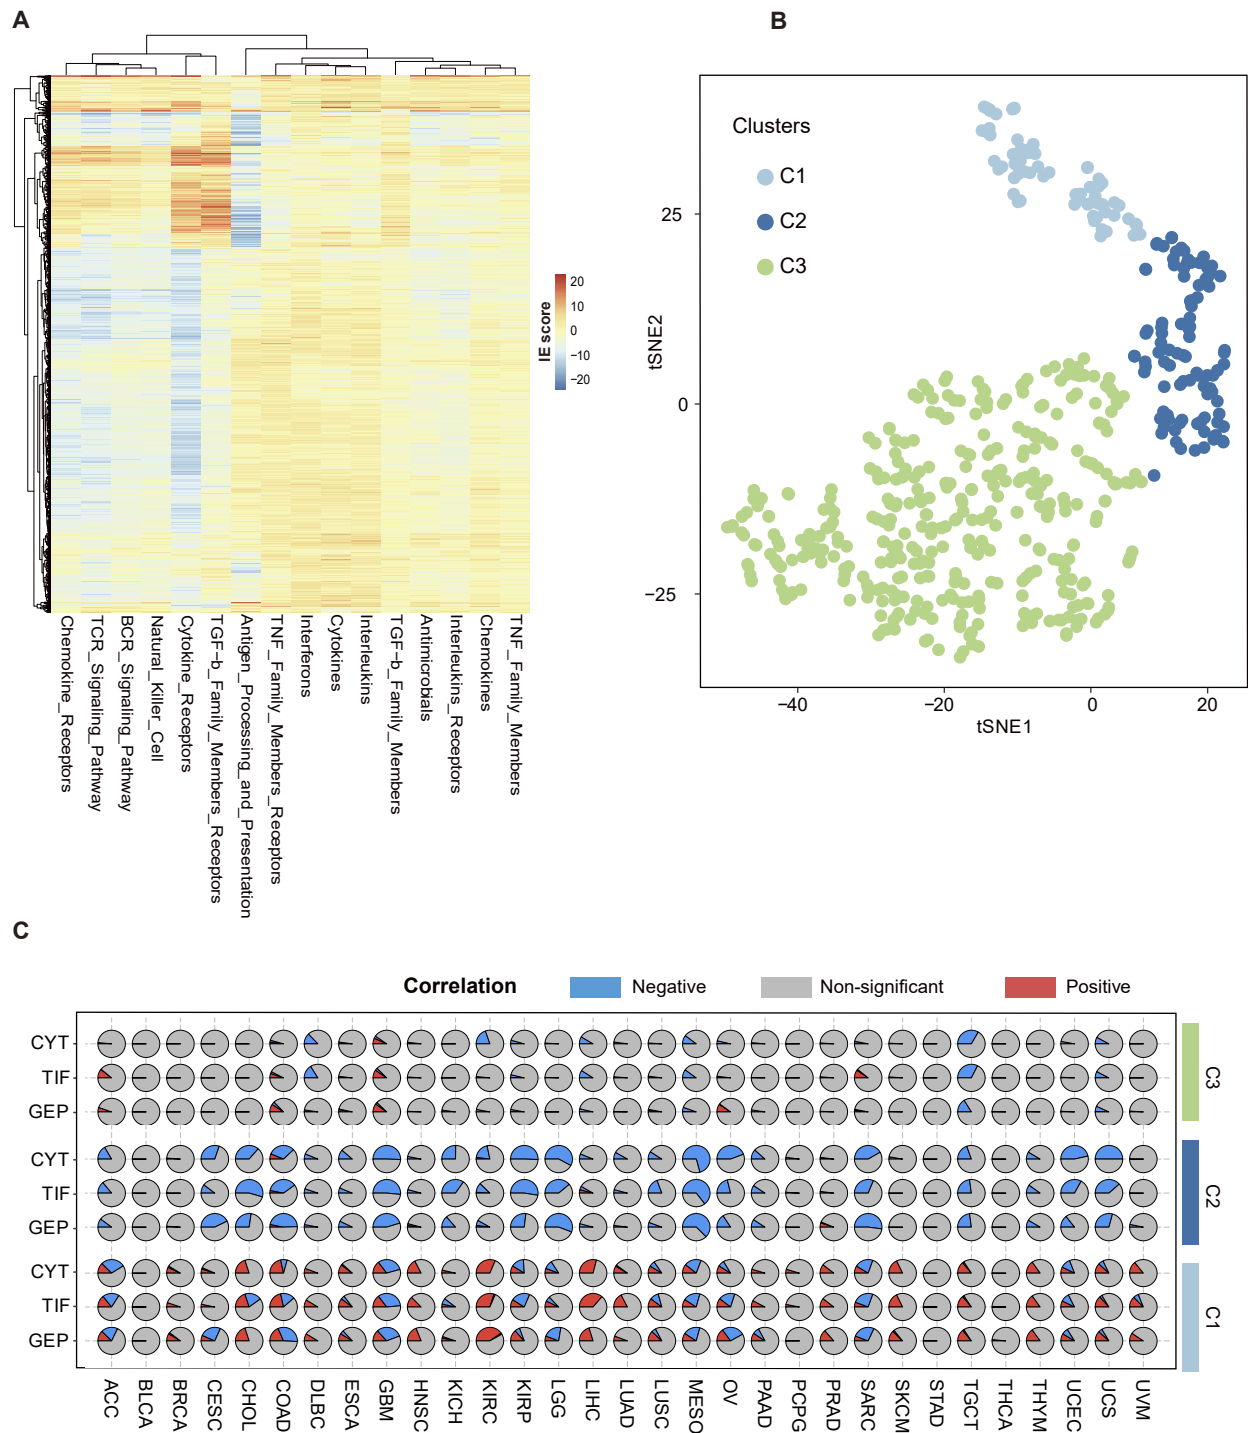 A
B
20
10
0
−10
−20
IE score
Chemokine_Receptors
TCR_Signaling_Pathway
BCR_Signaling_Pathway
Natural_Killer_Cell
Cytokine_Receptors
TGF−b_Family_Members_Receptors
Antigen_Processing_and_Presentation
TNF_Family_Members_Receptors
Interferons
Cytokines
Interleukins
TGF−b_Family_Members
Antimicrobials
Interleukins_Receptors
Chemokines
TNF_Family_Members
Clusters
C1
C2
C3
25
0
−25
tSNE2
−40
−20
0
20
tSNE1
C
Correlation
Negative
Non-significant
Positive
CYT
TIF
GEP
C3
CYT
TIF
GEP
C2
CYT
TIF
GEP
C1
ACC
BLCA
BRCA
CESC
CHOL
COAD
DLBC
ESCA
GBM
HNSC
KICH
KIRC
KIRP
LGG
LIHC
LUAD
LUSC
MESO
OV
PAAD
PCPG
PRAD
SARC
SKCM
STAD
TGCT
THCA
THYM
UCEC
UCS
UVM